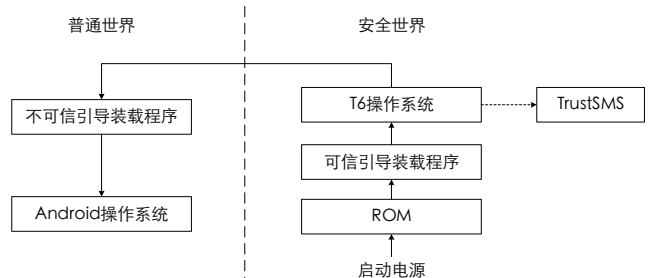 普通世界
安全世界
T6操作系统
TrustSMS
不可信引导装载程序
可信引导装载程序
Android操作系统
ROM
启动电源